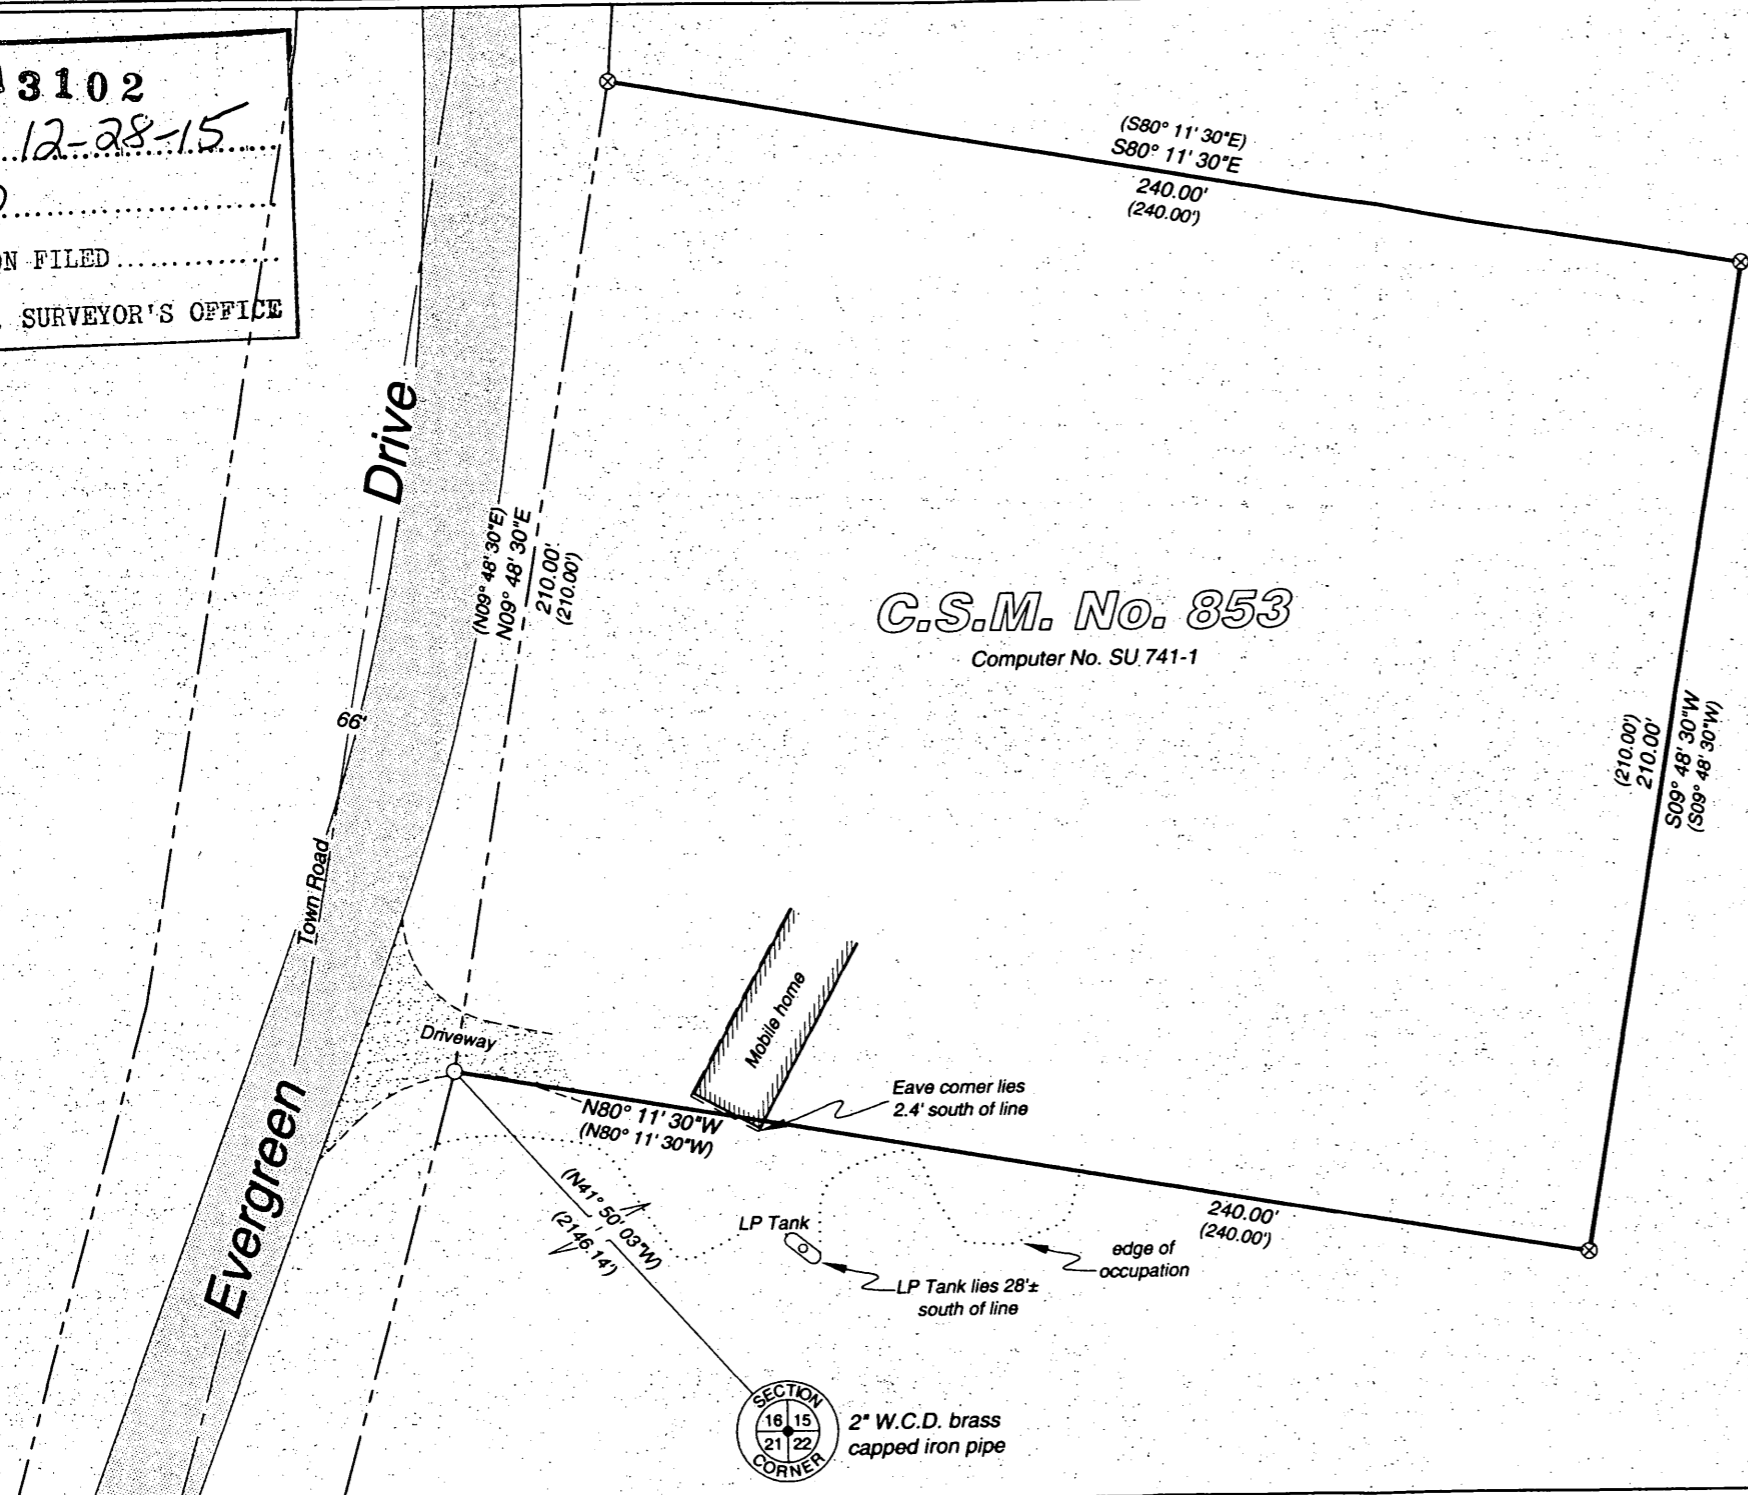 3102
12-28-15
ON FILED
SURVEYOR'S OFFICE
(S80° 11' 30"E)
S80° 11' 30"E
240.00'
(240.00')
Evergreen Drive
(N09° 48' 30"E)
N09° 48' 30"E
210.00'
(210.00')
C.S.M. No. 853
Computer No. SU 741-1
66'
Town Road
(210.00')
210.00'
S09° 48' 30"W
(S09° 48' 30"W)
Mobile home
Driveway
Eave corner lies
2.4' south of line
N80° 11' 30"W
(N80° 11' 30"W)
240.00'
(240.00')
(N41° 50' 03"W)
(2146.14')
LP Tank
LP Tank lies 28'±
south of line
edge of
occupation
SECTION
16 15
21 22
CORNER
2" W.C.D. brass
capped iron pipe